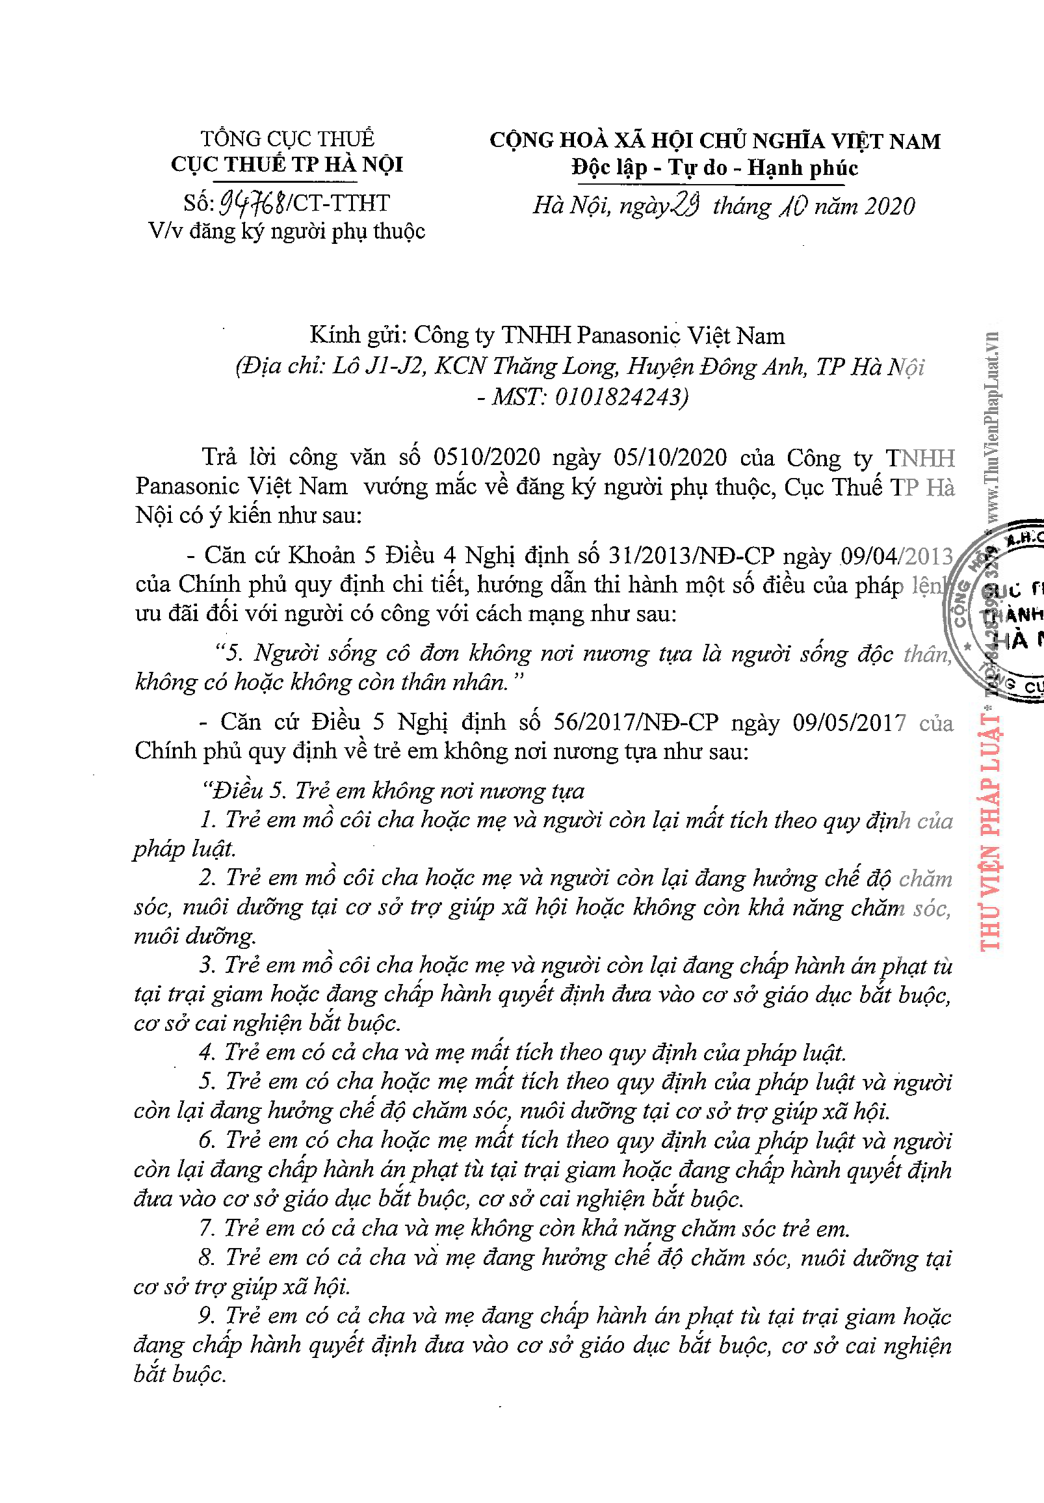 TỔNG CỤC THUẾ
CỤC THUẾ TP HÀ NỘI
Số: 94768/CT-TTHT
V/v đăng ký người phụ thuộc
CỘNG HOÀ XÃ HỘI CHỦ NGHĨA VIỆT NAM
Độc lập - Tự do - Hạnh phúc
Hà Nội, ngày 29 tháng 10 năm 2020
Kính gửi: Công ty TNHH Panasonic Việt Nam
(Địa chỉ: Lô J1-J2, KCN Thăng Long, Huyện Đông Anh, TP Hà Nội
- MST: 0101824243)
Trả lời công văn số 0510/2020 ngày 05/10/2020 của Công ty TNHH
Panasonic Việt Nam vướng mắc về đăng ký người phụ thuộc, Cục Thuế TP Hà
Nội có ý kiến như sau:
- Căn cứ Khoản 5 Điều 4 Nghị định số 31/2013/NĐ-CP ngày 09/04/2013
của Chính phủ quy định chi tiết, hướng dẫn thi hành một số điều của pháp lệnh
ưu đãi đối với người có công với cách mạng như sau:
“5. Người sống cô đơn không nơi nương tựa là người sống độc thân,
không có hoặc không còn thân nhân.”
- Căn cứ Điều 5 Nghị định số 56/2017/NĐ-CP ngày 09/05/2017 của
Chính phủ quy định về trẻ em không nơi nương tựa như sau:
“Điều 5. Trẻ em không nơi nương tựa
1. Trẻ em mồ côi cha hoặc mẹ và người còn lại mất tích theo quy định của
pháp luật.
2. Trẻ em mồ côi cha hoặc mẹ và người còn lại đang hưởng chế độ chăm
sóc, nuôi dưỡng tại cơ sở trợ giúp xã hội hoặc không còn khả năng chăm sóc,
nuôi dưỡng.
3. Trẻ em mồ côi cha hoặc mẹ và người còn lại đang chấp hành án phạt tù
tại trại giam hoặc đang chấp hành quyết định đưa vào cơ sở giáo dục bắt buộc,
cơ sở cai nghiện bắt buộc.
4. Trẻ em có cả cha và mẹ mất tích theo quy định của pháp luật.
5. Trẻ em có cha hoặc mẹ mất tích theo quy định của pháp luật và người
còn lại đang hưởng chế độ chăm sóc, nuôi dưỡng tại cơ sở trợ giúp xã hội.
6. Trẻ em có cha hoặc mẹ mất tích theo quy định của pháp luật và người
còn lại đang chấp hành án phạt tù tại trại giam hoặc đang chấp hành quyết định
đưa vào cơ sở giáo dục bắt buộc, cơ sở cai nghiện bắt buộc.
7. Trẻ em có cả cha và mẹ không còn khả năng chăm sóc trẻ em.
8. Trẻ em có cả cha và mẹ đang hưởng chế độ chăm sóc, nuôi dưỡng tại
cơ sở trợ giúp xã hội.
9. Trẻ em có cả cha và mẹ đang chấp hành án phạt tù tại trại giam hoặc
đang chấp hành quyết định đưa vào cơ sở giáo dục bắt buộc, cơ sở cai nghiện
bắt buộc.
THƯ VIỆN PHÁP LUẬT * www.ThuVienPhapLuat.vn